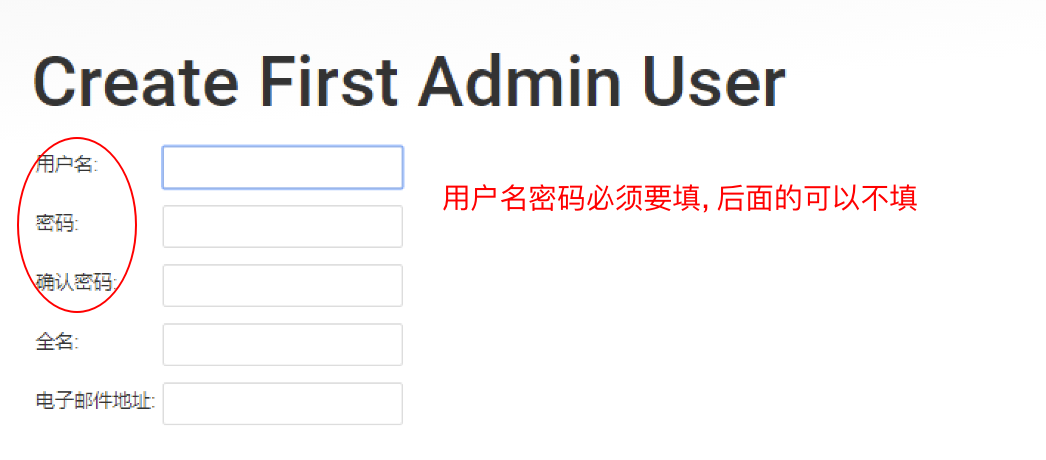 Create First Admin User
用户名:
用户名密码必须要填, 后面的可以不填
密码:
确认密码:
全名:
电子邮件地址: